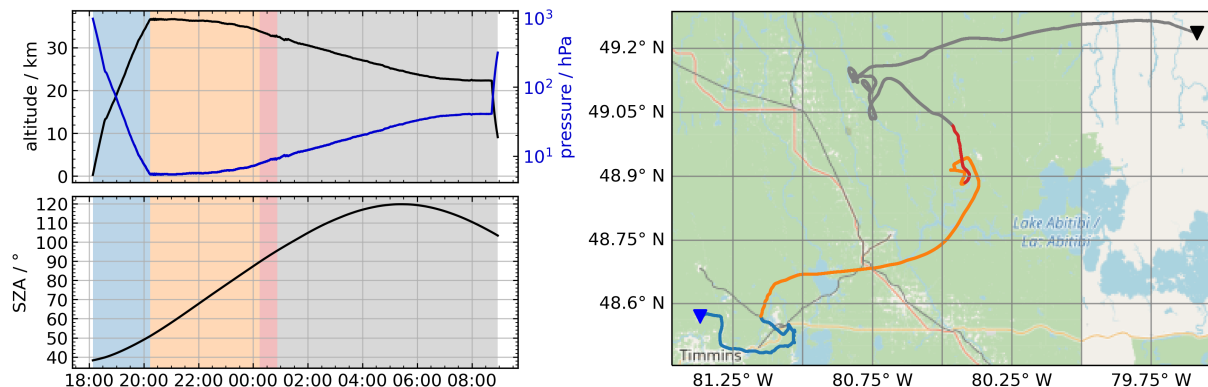 altitude / km
30
20
10
0
10³
10²
10¹
pressure / hPa
SZA / °
120
110
100
90
80
70
60
50
40
18:00 20:00 22:00 00:00 02:00 04:00 06:00 08:00
49.2° N
49.05° N
48.9° N
48.75° N
48.6° N
Lake Abitibi /
Lac Abitibi
Timmins
81.25° W 80.75° W 80.25° W 79.75° W